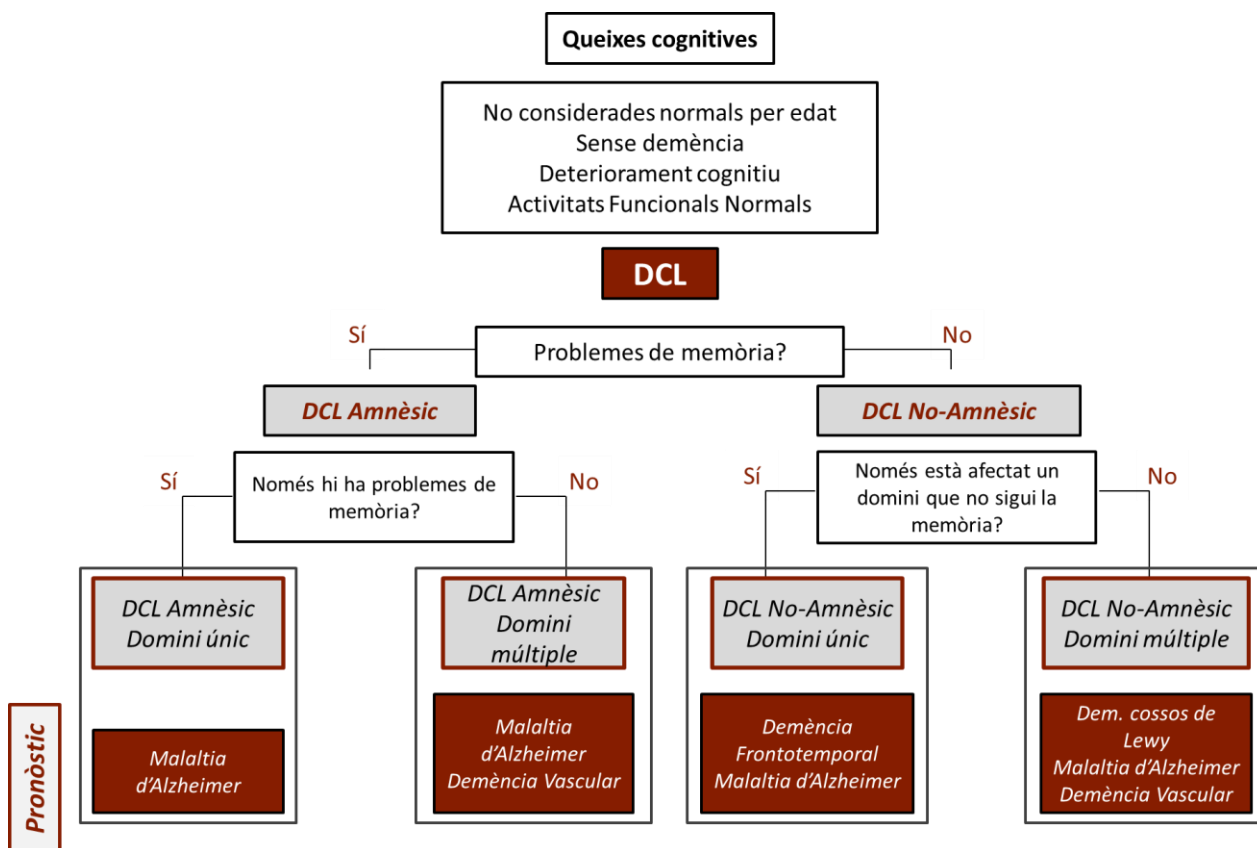 Queixes cognitives
No considerades normals per edat
Sense demència
Deteriorament cognitiu
Activitats Funcionals Normals
DCL
Sí
Problemes de memòria?
No
DCL Amnèsic
DCL No-Amnèsic
Sí
Només hi ha problemes de
memòria?
No
Sí
Només està afectat un
domini que no sigui la
memòria?
No
DCL Amnèsic
Domini únic
DCL Amnèsic
Domini
múltiple
DCL No-Amnèsic
Domini únic
DCL No-Amnèsic
Domini múltiple
Pronòstic
Malaltia
d'Alzheimer
Malaltia
d'Alzheimer
Demència Vascular
Demència
Frontotemporal
Malaltia d'Alzheimer
Dem. cossos de
Lewy
Malaltia d'Alzheimer
Demència Vascular